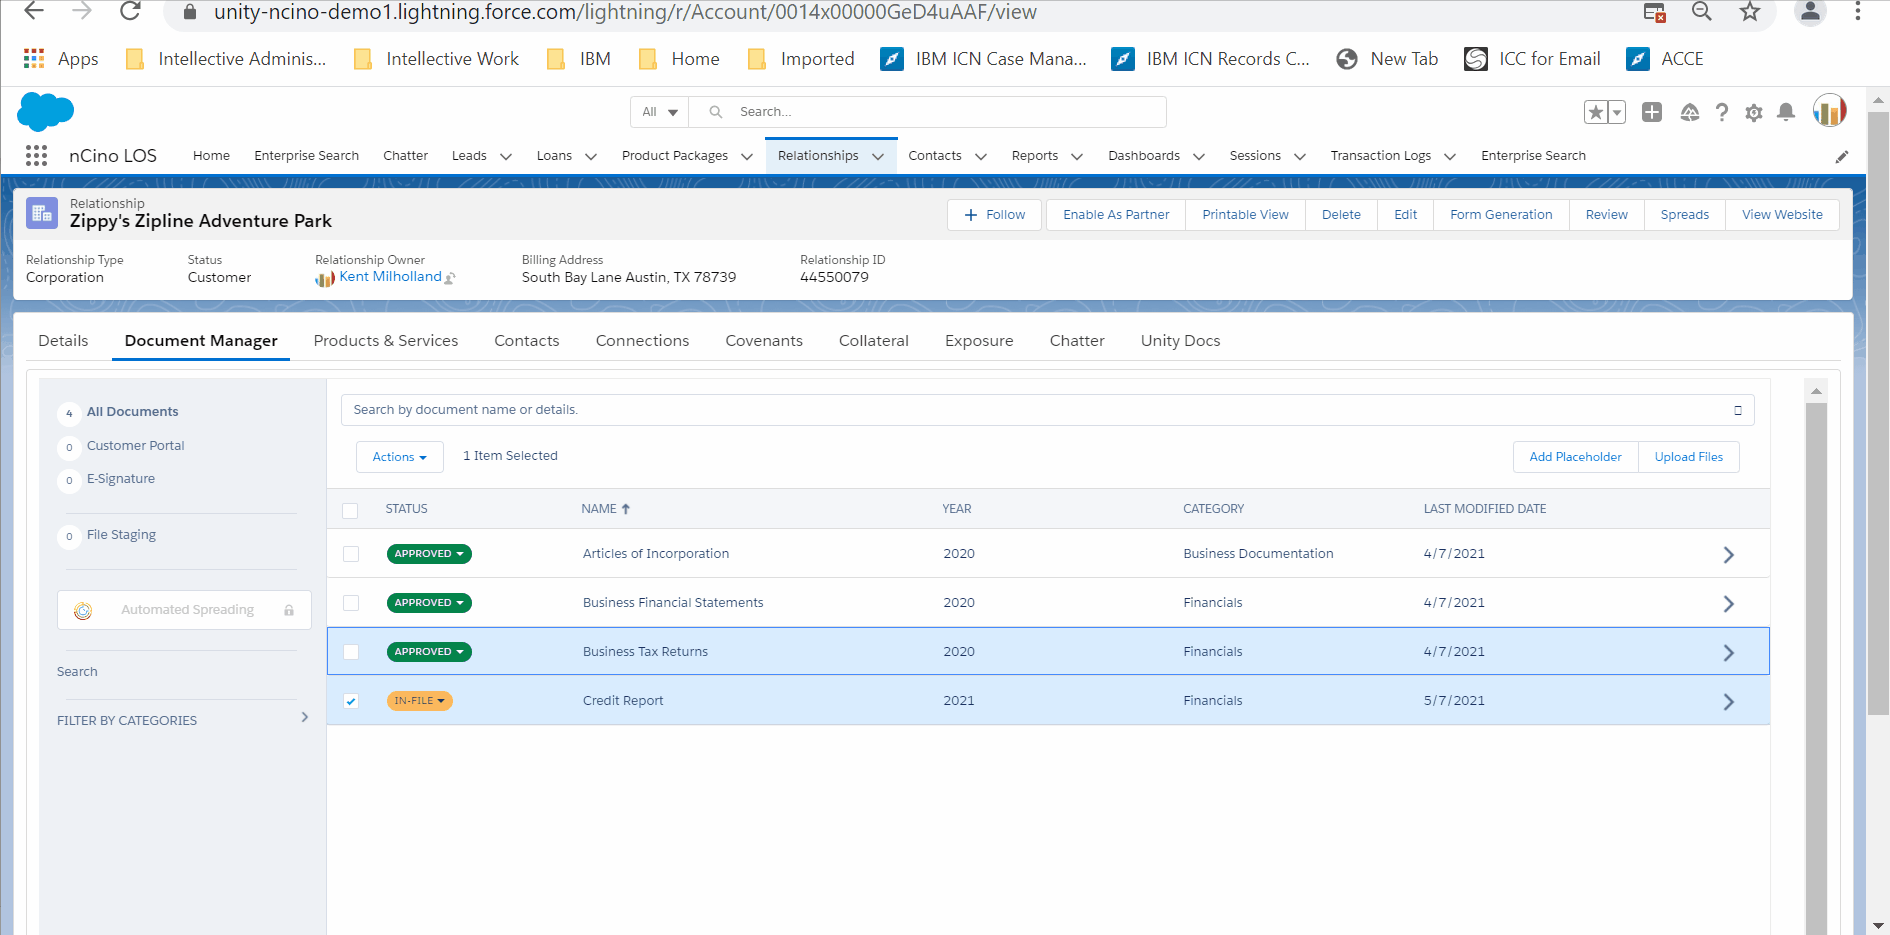 unity-ncino-demo1.lightning.force.com/lightning/r/Account/0014x00000GeD4uAAF/view
Apps Intellective Adminis... Intellective Work IBM Home Imported IBM ICN Case Mana... IBM ICN Records C... New Tab ICC for Email ACCE
All Search...
nCino LOS Home Enterprise Search Chatter Leads Loans Product Packages Relationships Contacts Reports Dashboards Sessions Transaction Logs Enterprise Search
Relationship
Zippy's Zipline Adventure Park
+ Follow Enable As Partner Printable View Delete Edit Form Generation Review Spreads View Website
Relationship Type Status Relationship Owner Billing Address Relationship ID
Corporation Customer Kent Milholland South Bay Lane Austin, TX 78739 44550079
Details Document Manager Products & Services Contacts Connections Covenants Collateral Exposure Chatter Unity Docs
4 All Documents
0 Customer Portal
0 E-Signature
0 File Staging
Automated Spreading
Search
FILTER BY CATEGORIES
Search by document name or details.
Actions 1 Item Selected Add Placeholder Upload Files
STATUS NAME YEAR CATEGORY LAST MODIFIED DATE
APPROVED Articles of Incorporation 2020 Business Documentation 4/7/2021
APPROVED Business Financial Statements 2020 Financials 4/7/2021
APPROVED Business Tax Returns 2020 Financials 4/7/2021
IN-FILE Credit Report 2021 Financials 5/7/2021